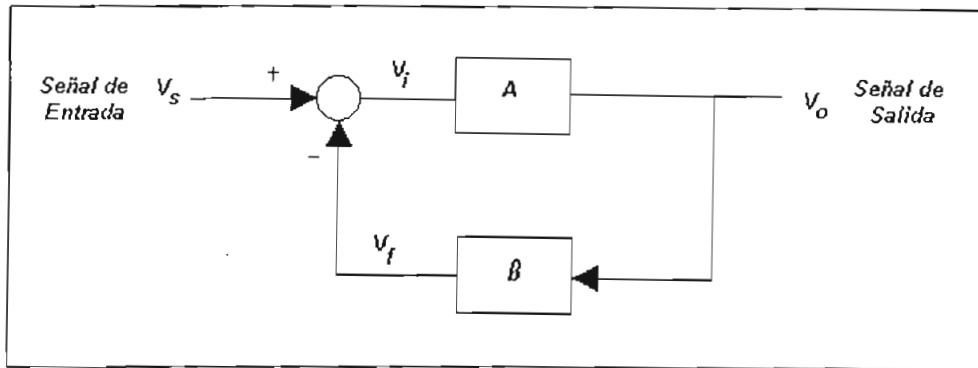 Señal de Entrada
V_s
+
−
V_i
A
V_o
Señal de Salida
V_f
β